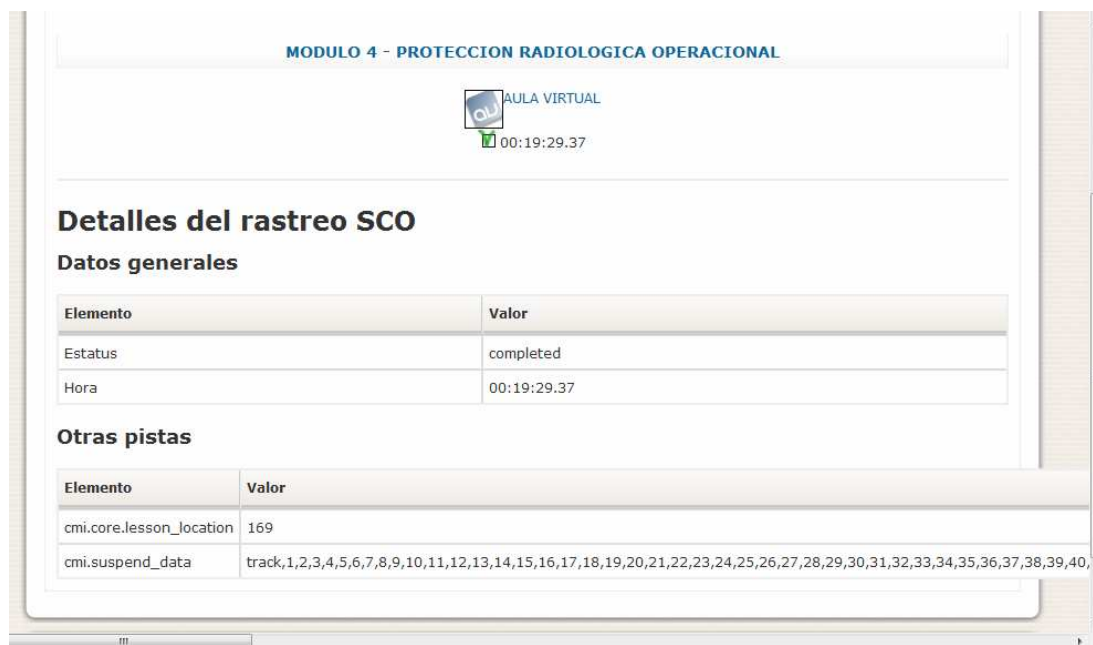 MODULO 4 - PROTECCION RADIOLOGICA OPERACIONAL
au AULA VIRTUAL
00:19:29.37
Detalles del rastreo SCO
Datos generales
Elemento Valor
Estatus completed
Hora 00:19:29.37
Otras pistas
Elemento Valor
cmi.core.lesson_location 169
cmi.suspend_data track,1,2,3,4,5,6,7,8,9,10,11,12,13,14,15,16,17,18,19,20,21,22,23,24,25,26,27,28,29,30,31,32,33,34,35,36,37,38,39,40,